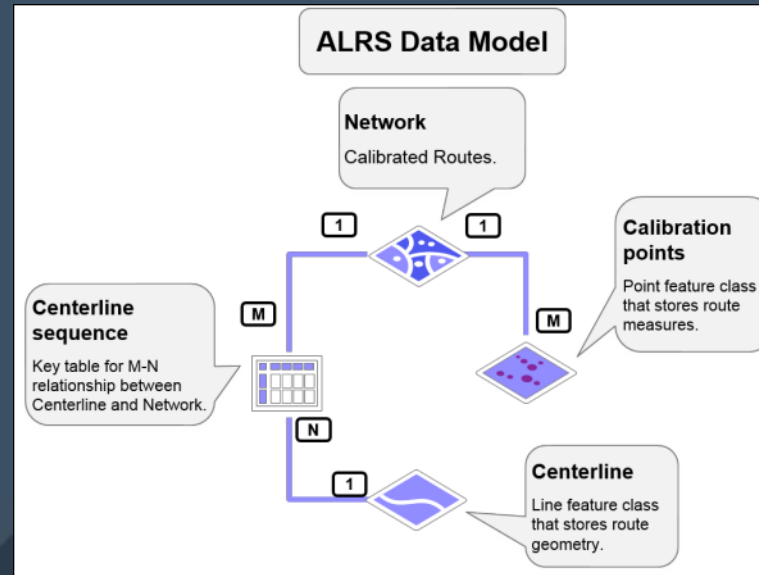 ALRS Data Model
Network
Calibrated Routes.
1
1
Calibration
points
Point feature class
that stores route
measures.
M
M
Centerline
sequence
Key table for M-N
relationship between
Centerline and Network.
N
1
Centerline
Line feature class
that stores route
geometry.